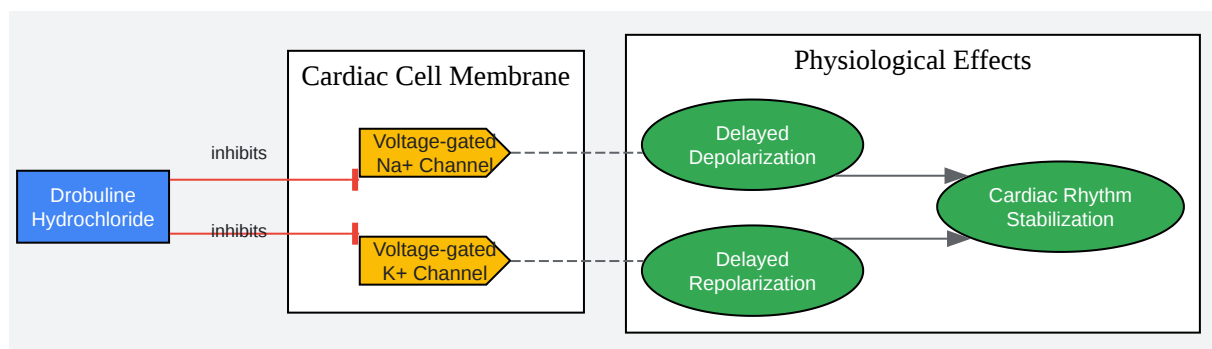 Cardiac Cell Membrane
Physiological Effects
inhibits
inhibits
Drobuline
Hydrochloride
Voltage-gated
Na+ Channel
Voltage-gated
K+ Channel
Delayed
Depolarization
Delayed
Repolarization
Cardiac Rhythm
Stabilization